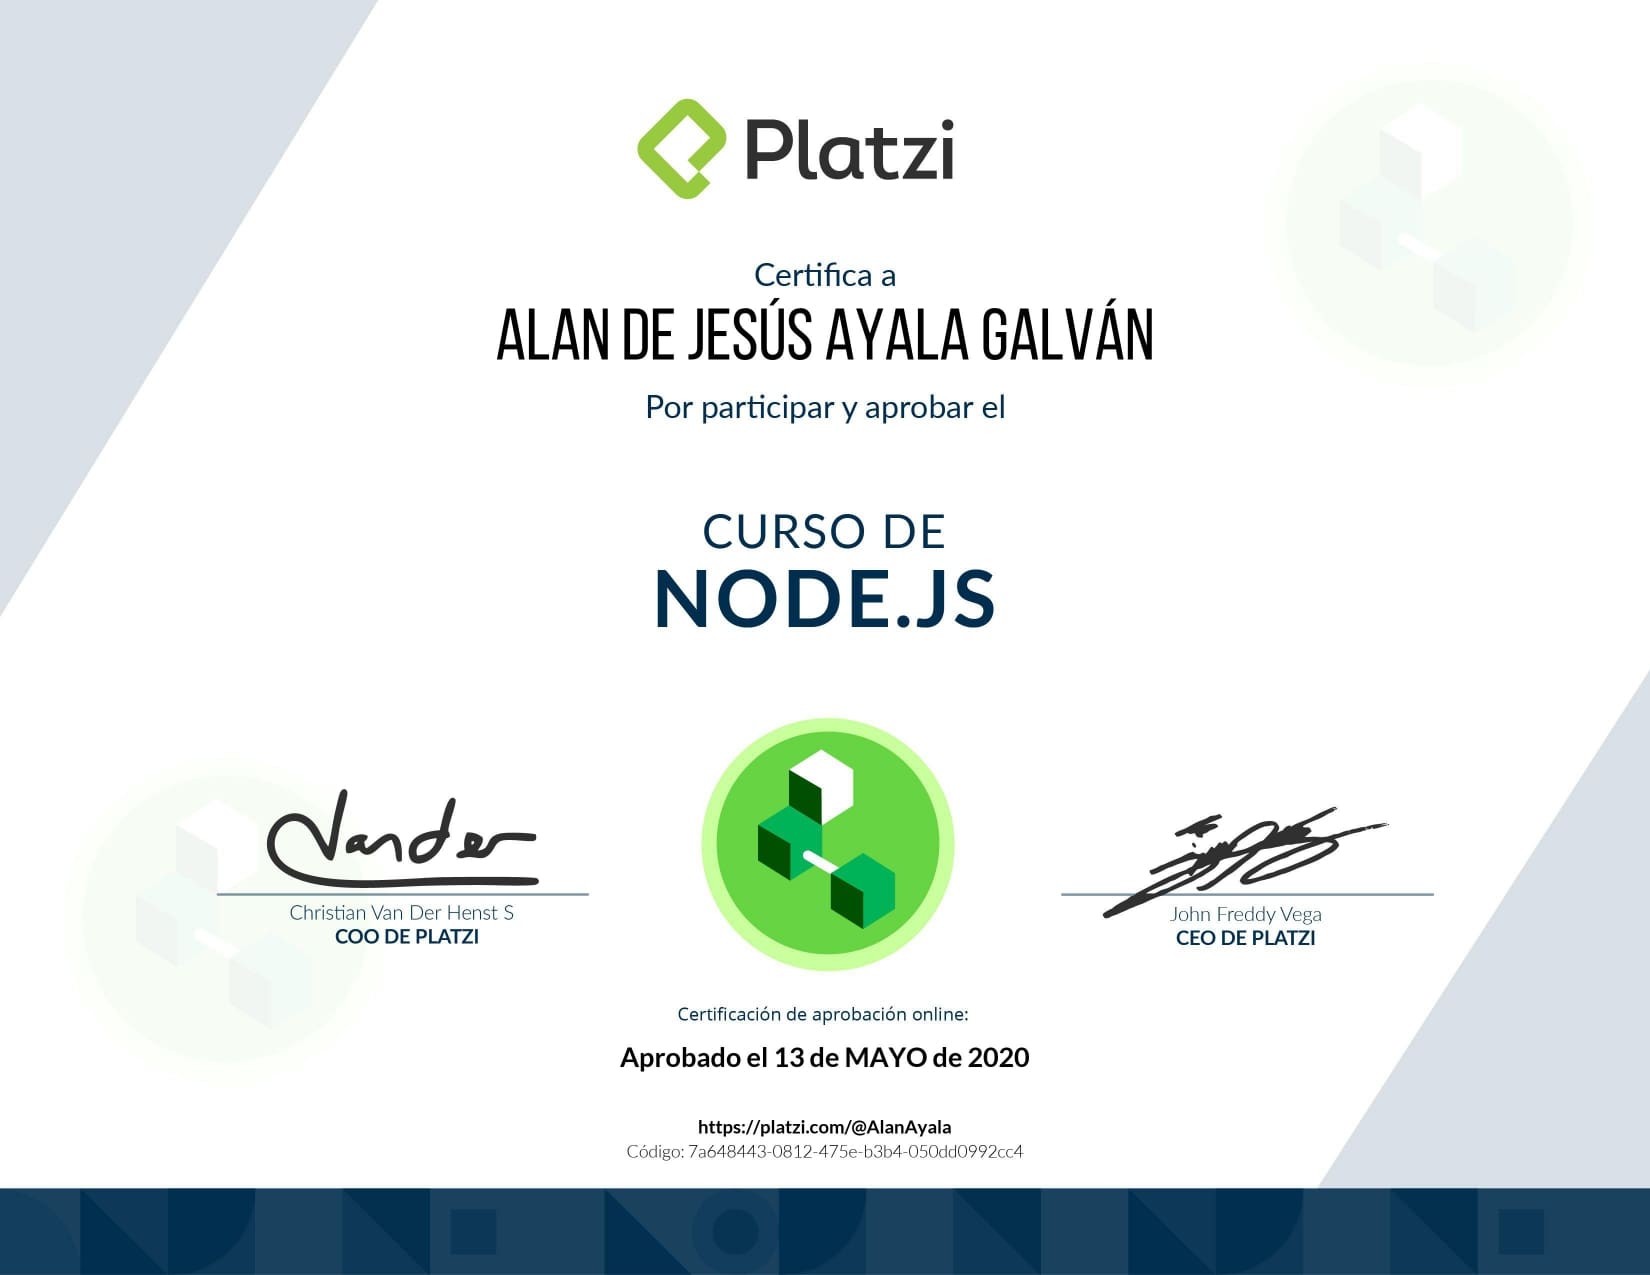 Platzi
Certifica a
ALAN DE JESÚS AYALA GALVÁN
Por participar y aprobar el
CURSO DE
NODE.JS
Vander
Christian Van Der Henst S
COO DE PLATZI
John Freddy Vega
CEO DE PLATZI
Certificación de aprobación online:
Aprobado el 13 de MAYO de 2020
https://platzi.com/@AlanAyala
Código: 7a648443-0812-475e-b3b4-050dd0992cc4